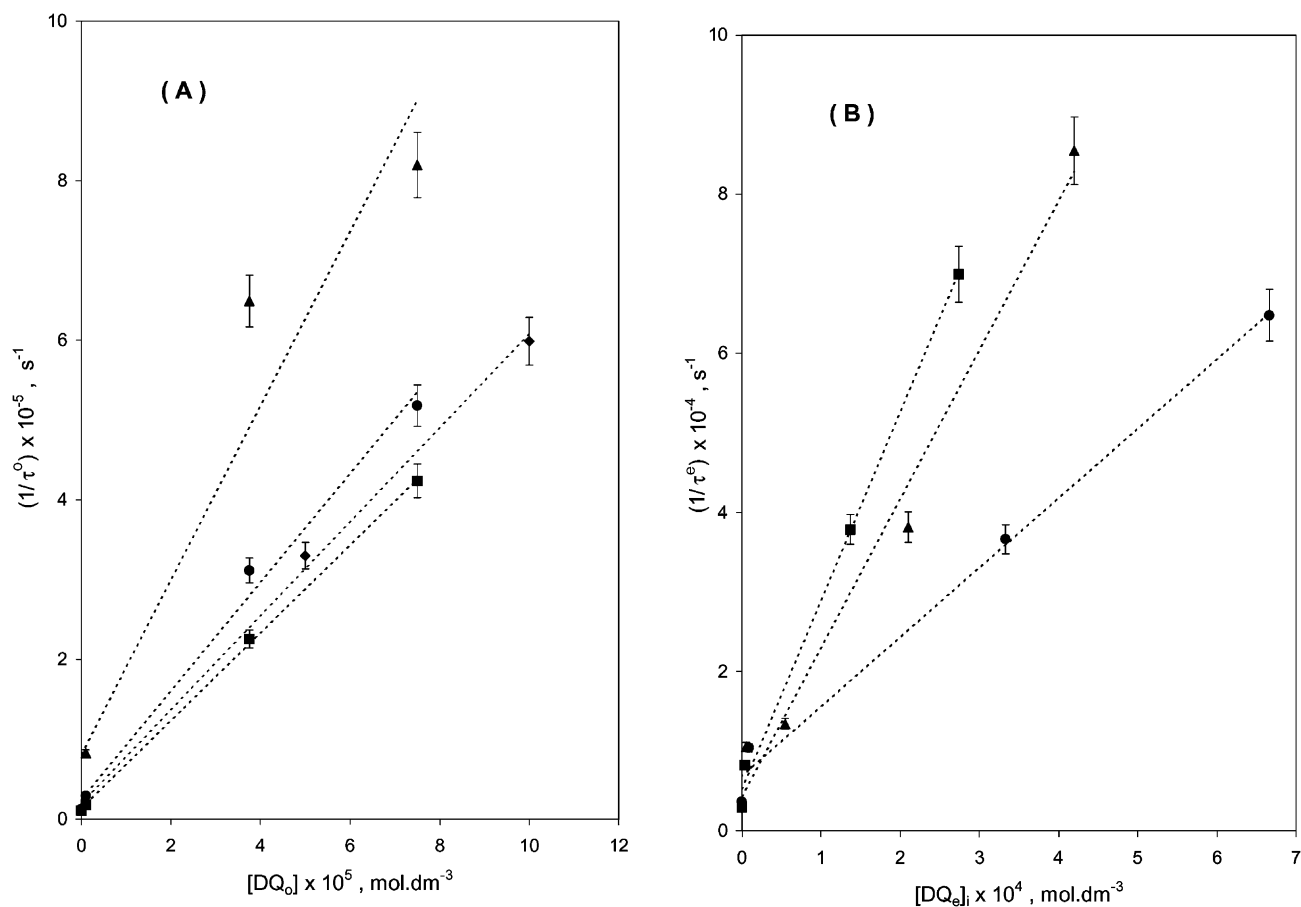 ( A )
10
8
6
4
2
0
(1/τᵒ) x 10⁻⁵ , s⁻¹
0 2 4 6 8 10 12
[DQₒ] x 10⁵ , mol.dm⁻³
( B )
10
8
6
4
2
0
(1/τᵉ) x 10⁻⁴ , s⁻¹
0 1 2 3 4 5 6 7
[DQₑ]ᵢ x 10⁴ , mol.dm⁻³